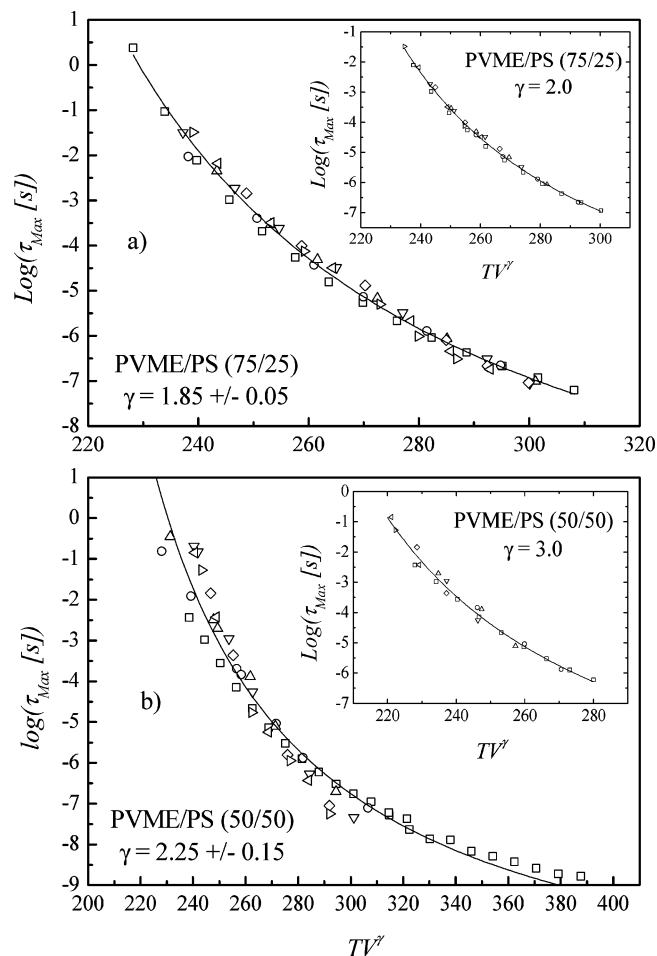 1
0
-1
-2
-3
-4
-5
-6
-7
-8
Log(τ_Max [s])
a)
PVME/PS (75/25)
γ = 1.85 +/- 0.05
220 240 260 280 300 320
-1
-2
-3
-4
-5
-6
-7
Log(τ_Max [s])
PVME/PS (75/25)
γ = 2.0
220 240 260 280 300
TV^γ
1
0
-1
-2
-3
-4
-5
-6
-7
-8
-9
log(τ_Max [s])
b)
PVME/PS (50/50)
γ = 2.25 +/- 0.15
200 220 240 260 280 300 320 340 360 380 400
TV^γ
0
-1
-2
-3
-4
-5
-6
-7
Log(τ_Max [s])
PVME/PS (50/50)
γ = 3.0
220 240 260 280
TV^γ